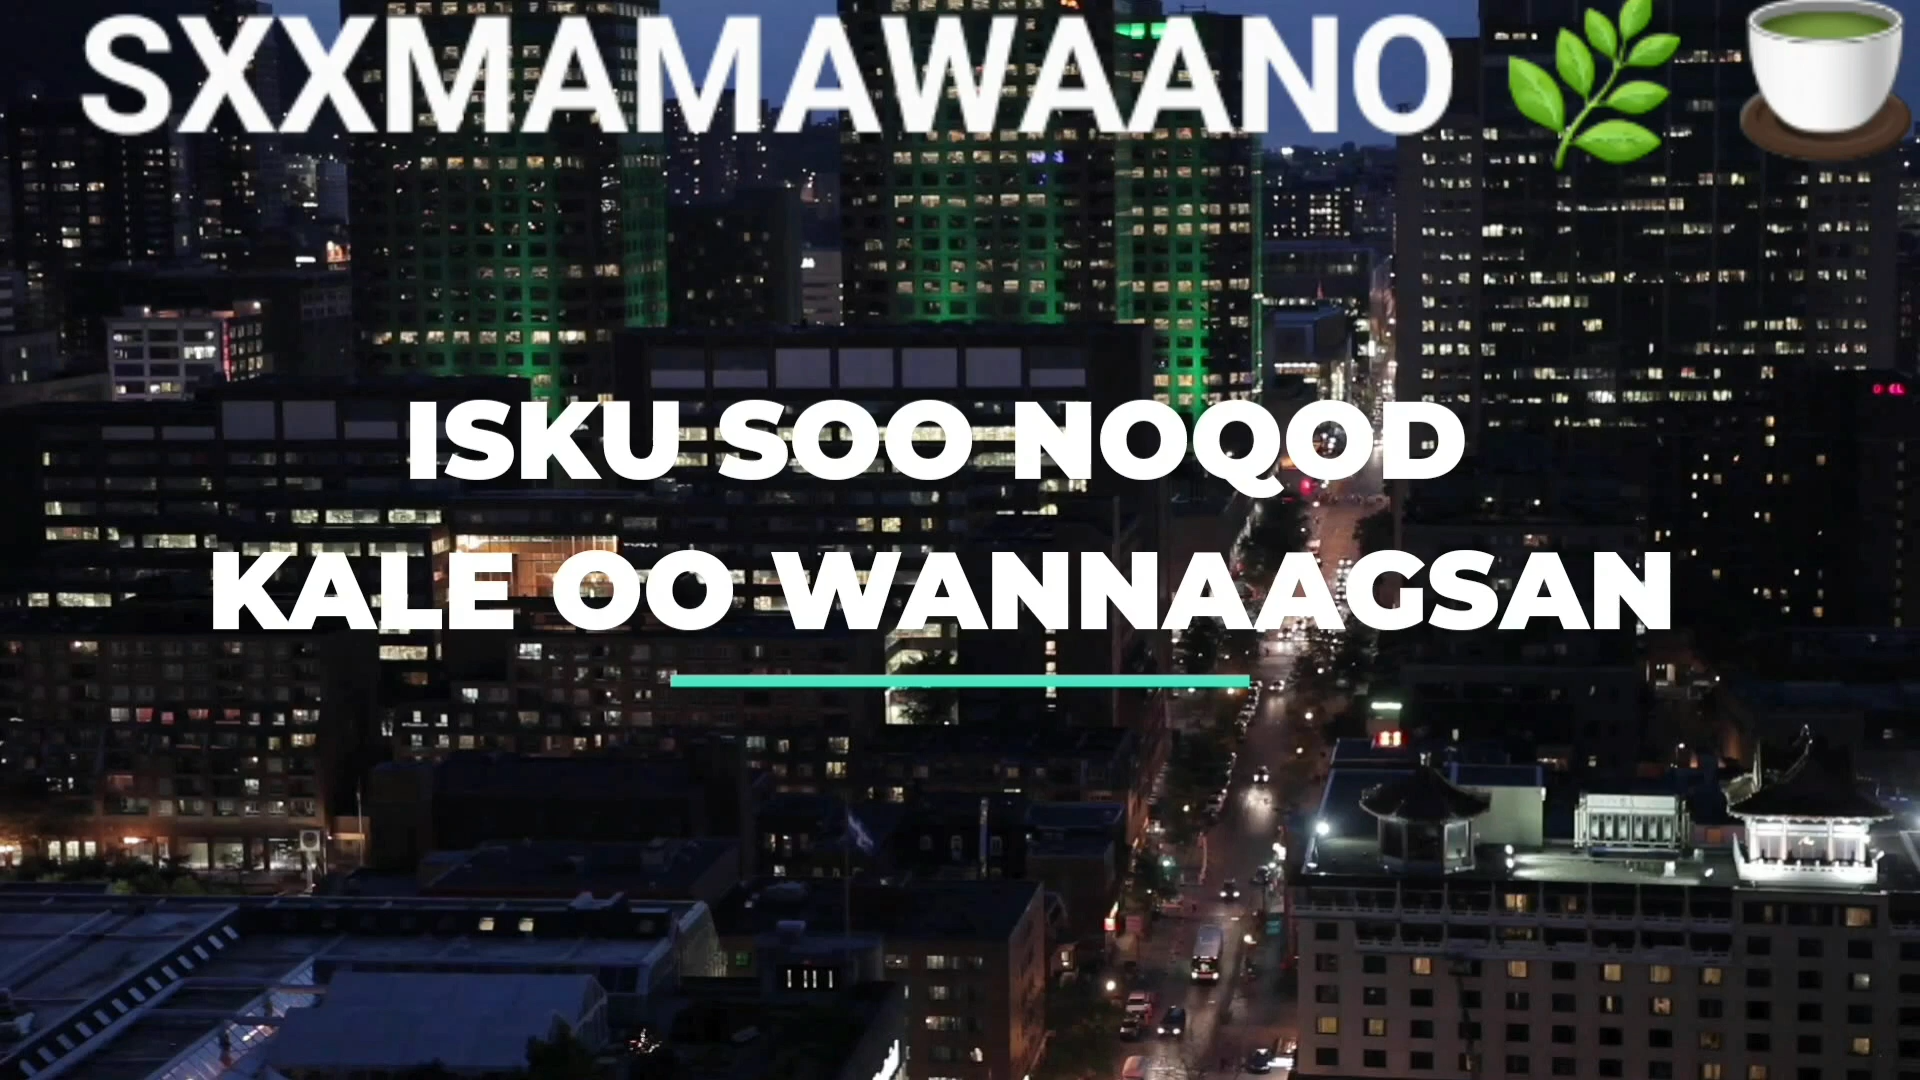 SXXMAMAWAANO 🌿 🍵
ISKU SOO NOQOD
KALE OO WANNAAGSAN